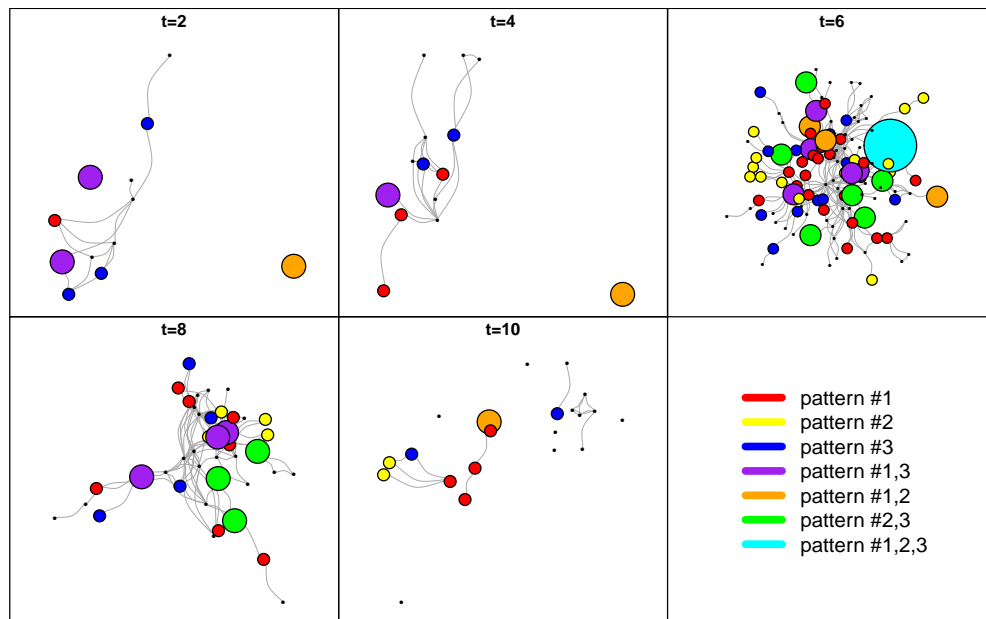 t=2
t=4
t=6
t=8
t=10
pattern #1
pattern #2
pattern #3
pattern #1,3
pattern #1,2
pattern #2,3
pattern #1,2,3